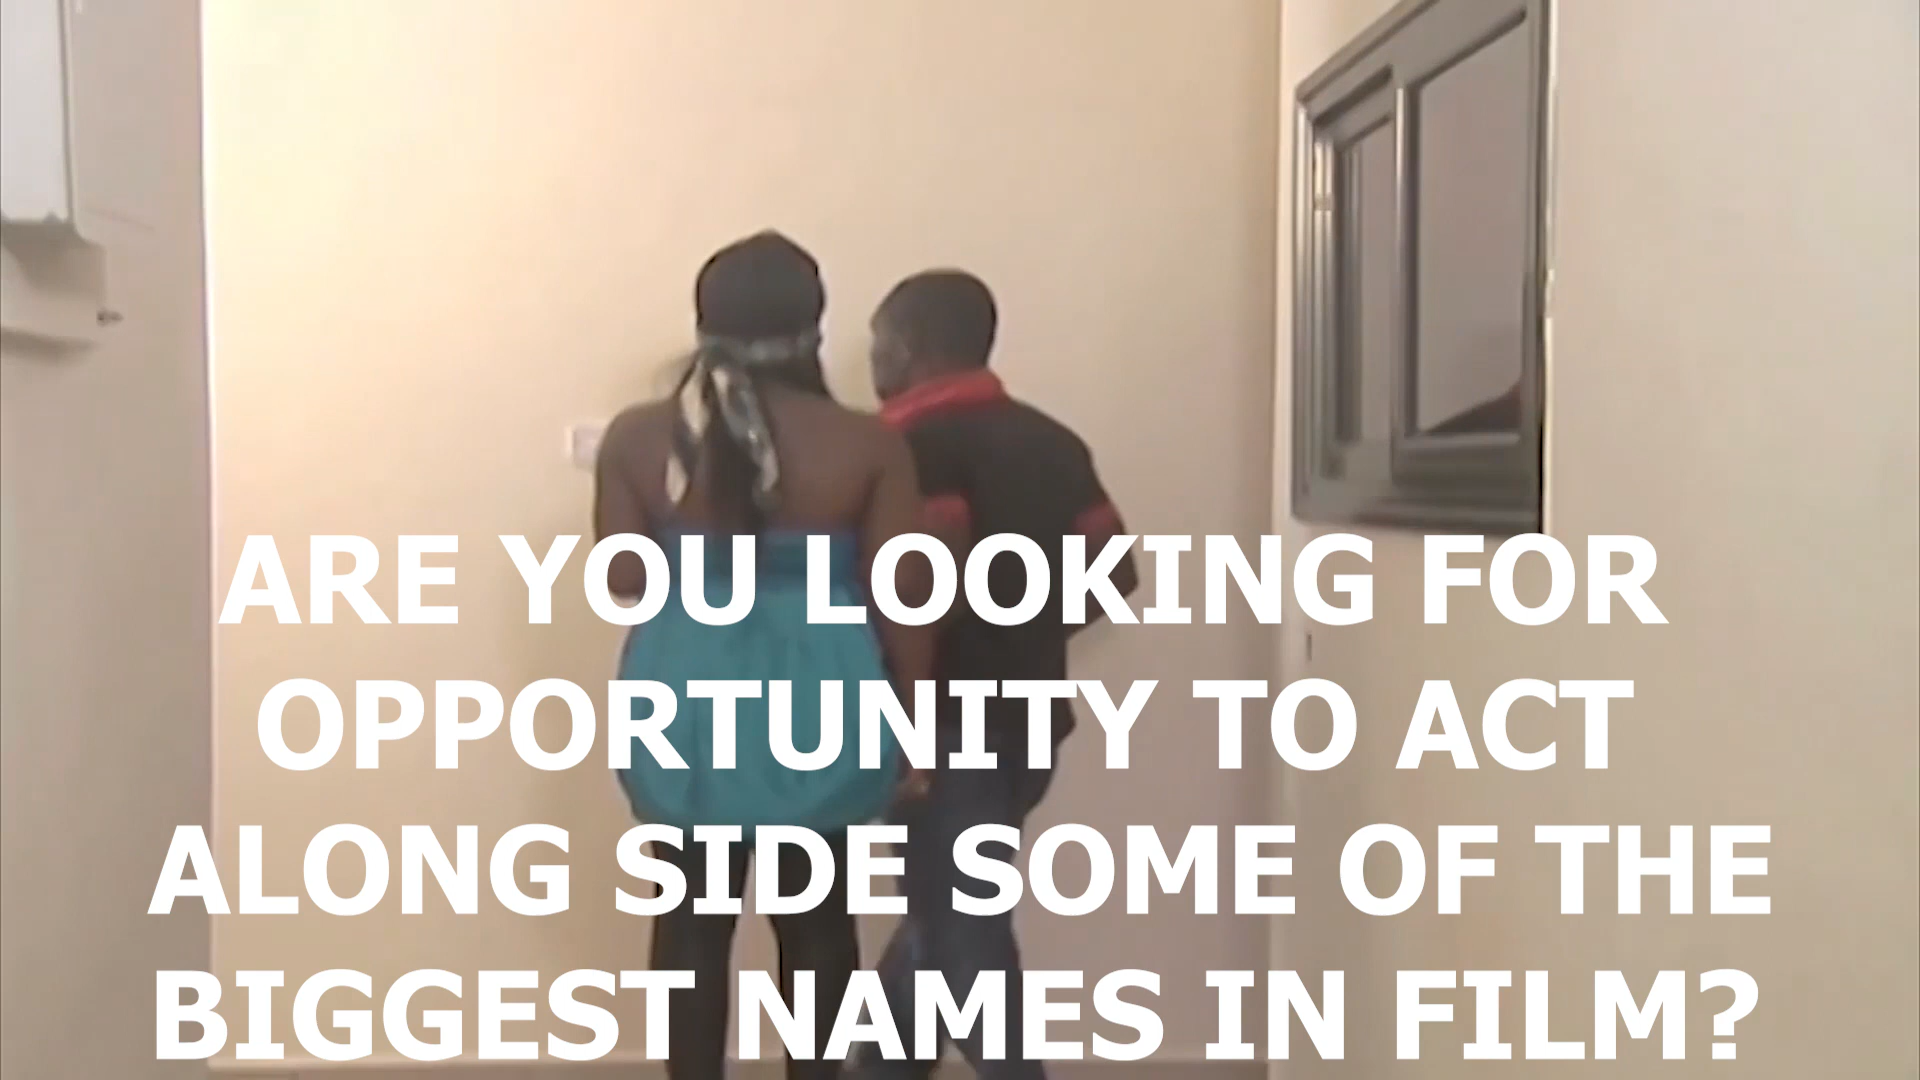 ARE YOU LOOKING FOR
OPPORTUNITY TO ACT
ALONG SIDE SOME OF THE
BIGGEST NAMES IN FILM?